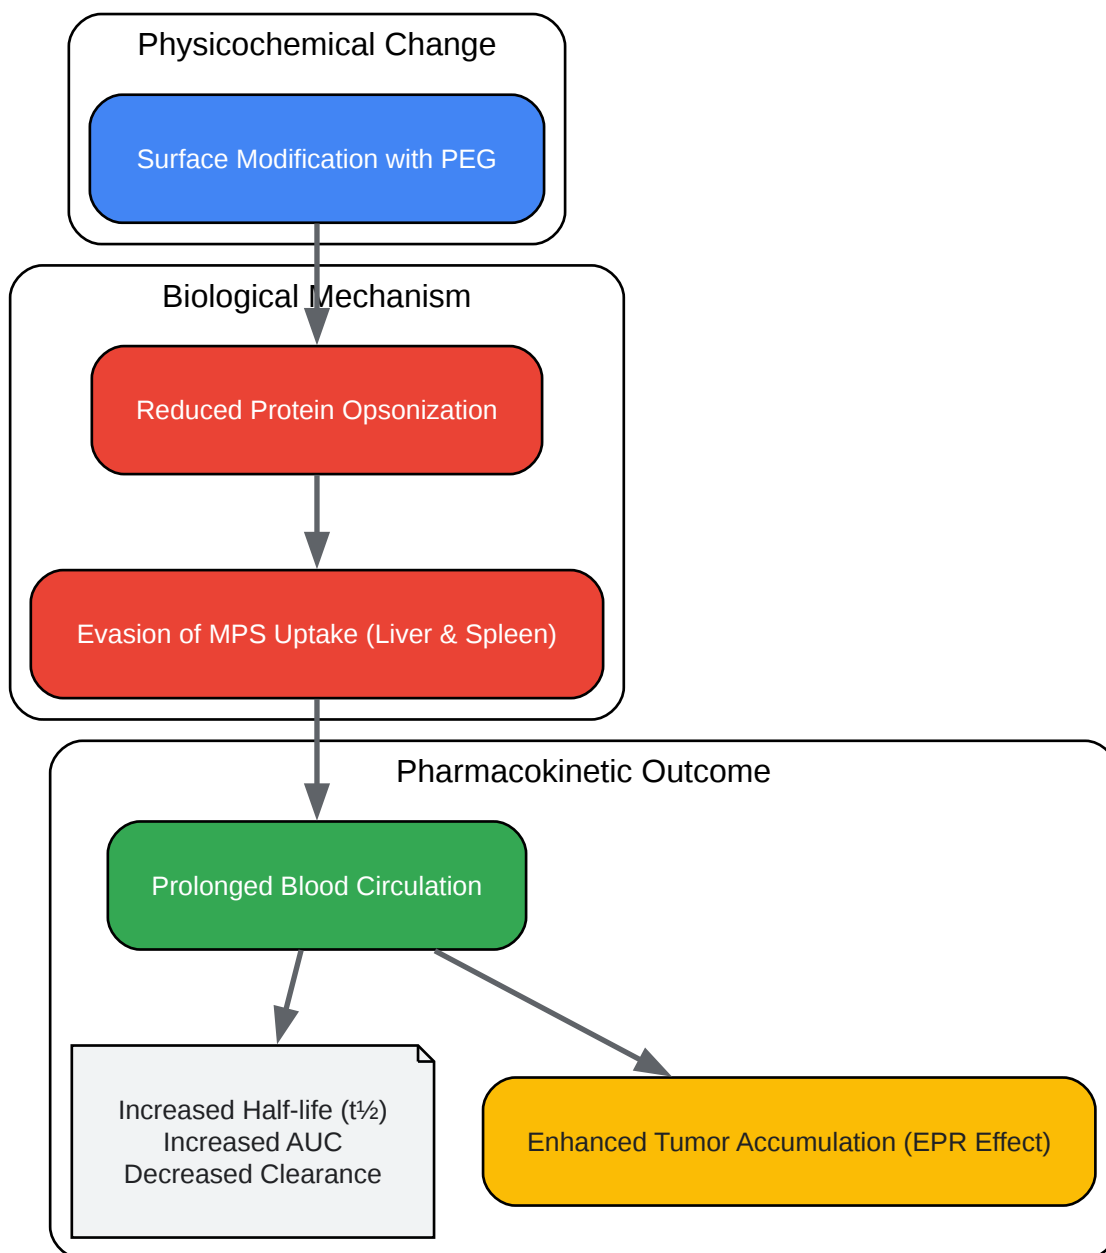 Physicochemical Change
Surface Modification with PEG
Biological Mechanism
Reduced Protein Opsonization
Evasion of MPS Uptake (Liver & Spleen)
Pharmacokinetic Outcome
Prolonged Blood Circulation
Increased Half-life (t½)
Increased AUC
Decreased Clearance
Enhanced Tumor Accumulation (EPR Effect)